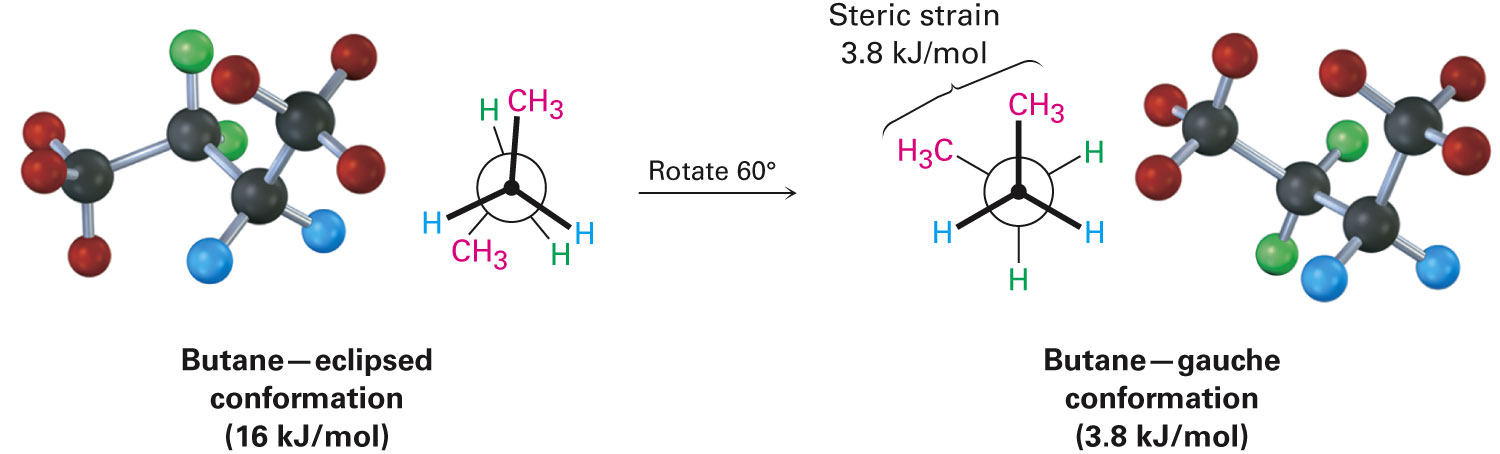 Steric strain
3.8 kJ/mol
H
CH₃
H
H
CH₃
H
Rotate 60°
CH₃
H₃C
H
H
H
H
Butane—eclipsed
conformation
(16 kJ/mol)
Butane—gauche
conformation
(3.8 kJ/mol)